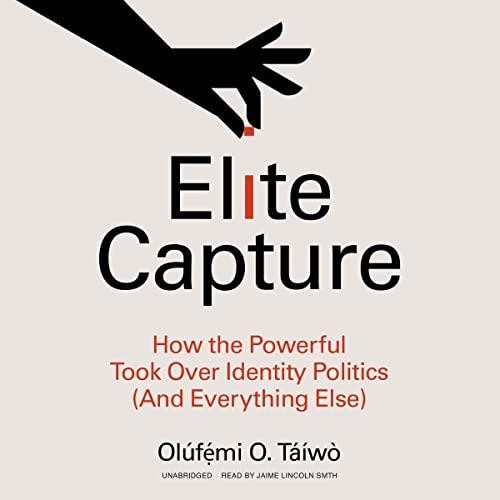 Elite
Capture
How the Powerful
Took Over Identity Politics
(And Everything Else)
Olúfẹ́mi O. Táíwò
UNABRIDGED READ BY JAIME LINCOLN SMTH